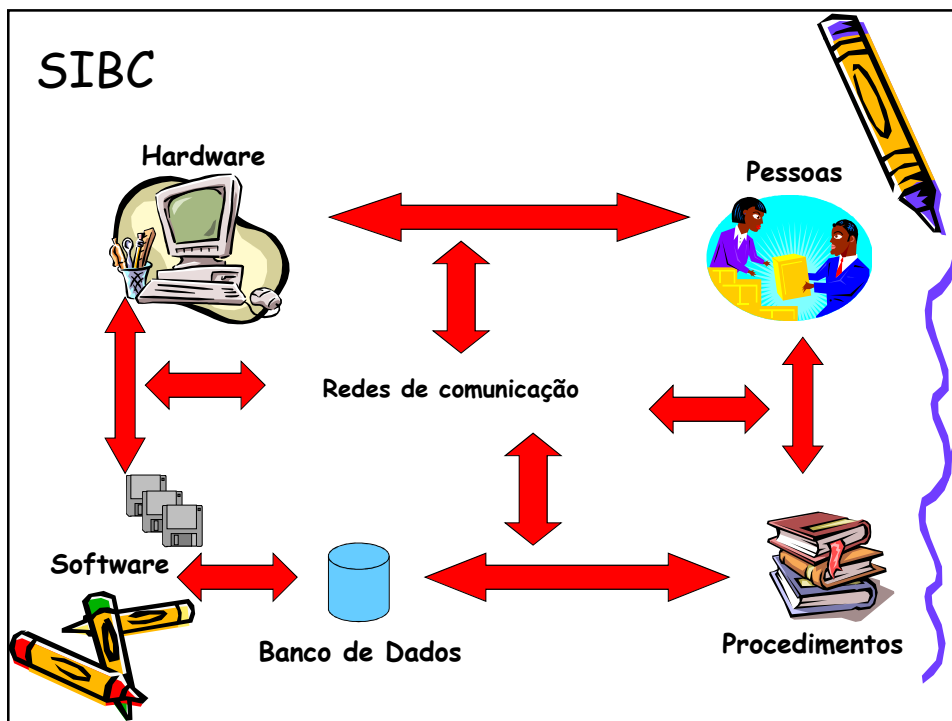 SIBC
Hardware
Pessoas
Redes de comunicação
Software
Banco de Dados
Procedimentos